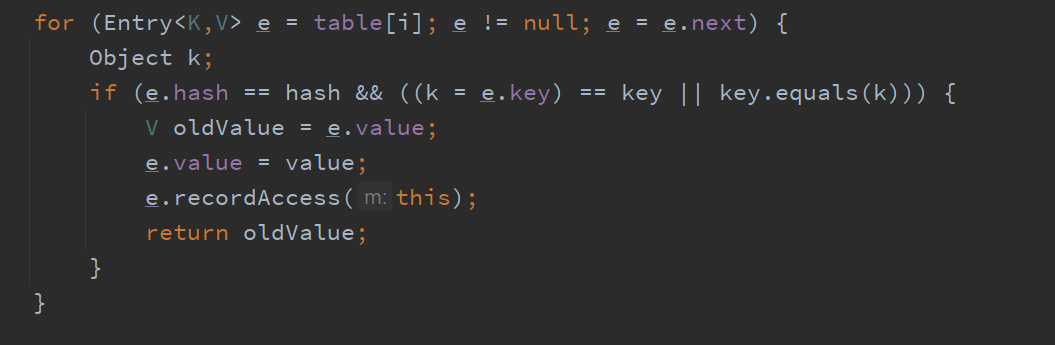 for (Entry<K,V> e = table[i]; e != null; e = e.next) {
Object k;
if (e.hash == hash && ((k = e.key) == key || key.equals(k))) {
V oldValue = e.value;
e.value = value;
e.recordAccess( m: this);
return oldValue;
}
}